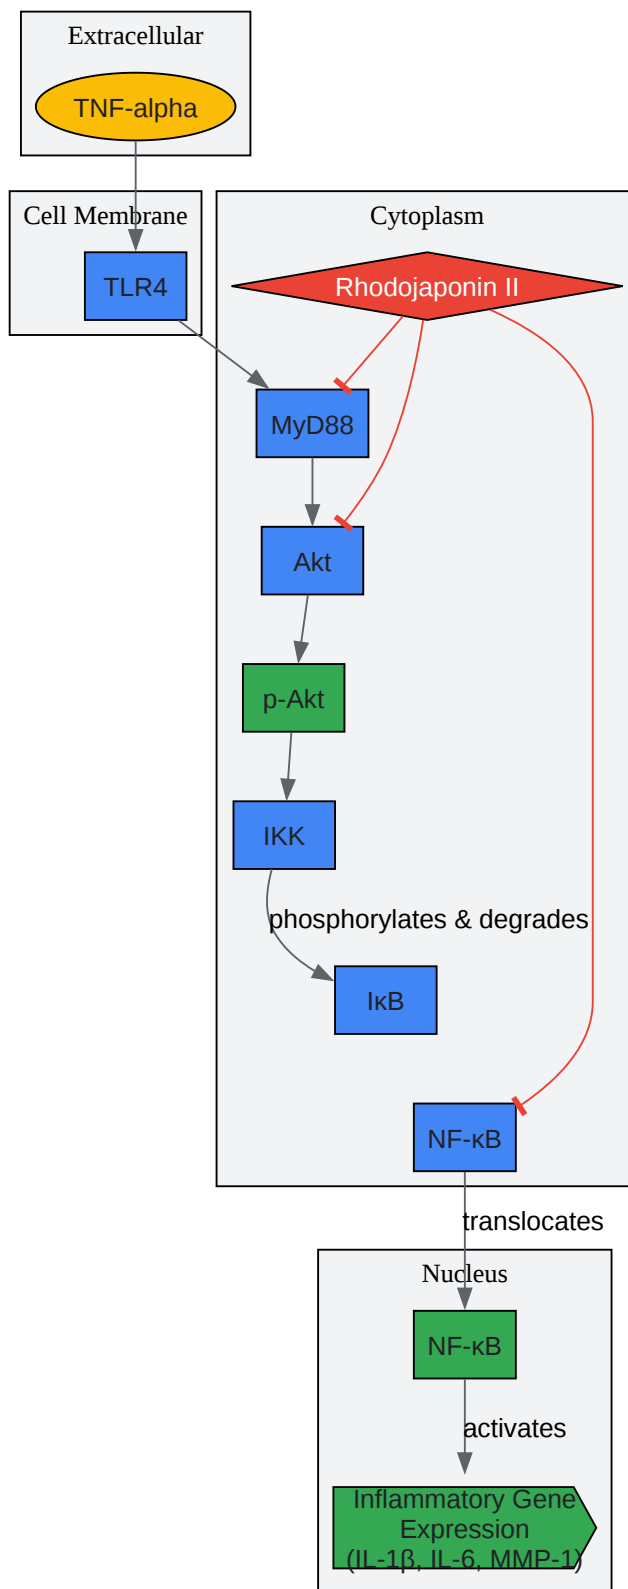 Extracellular
TNF-alpha
Cell Membrane
Cytoplasm
TLR4
Rhodojaponin II
MyD88
Akt
p-Akt
IKK
phosphorylates & degrades
IκB
NF-κB
translocates
Nucleus
NF-κB
activates
Inflammatory Gene
Expression
(IL-1β, IL-6, MMP-1)